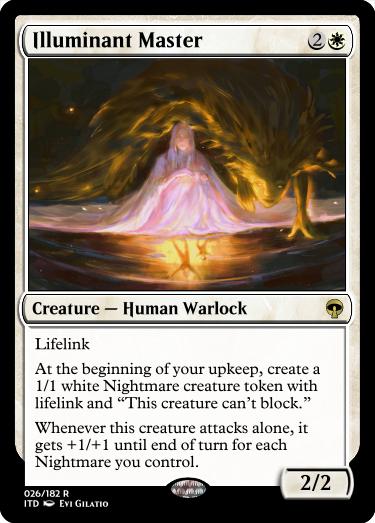 Illuminant Master 2
Creature — Human Warlock
Lifelink
At the beginning of your upkeep, create a
1/1 white Nightmare creature token with
lifelink and “This creature can’t block.”
Whenever this creature attacks alone, it
gets +1/+1 until end of turn for each
Nightmare you control.
2/2
026/182 R
ITD Evi Gilatio